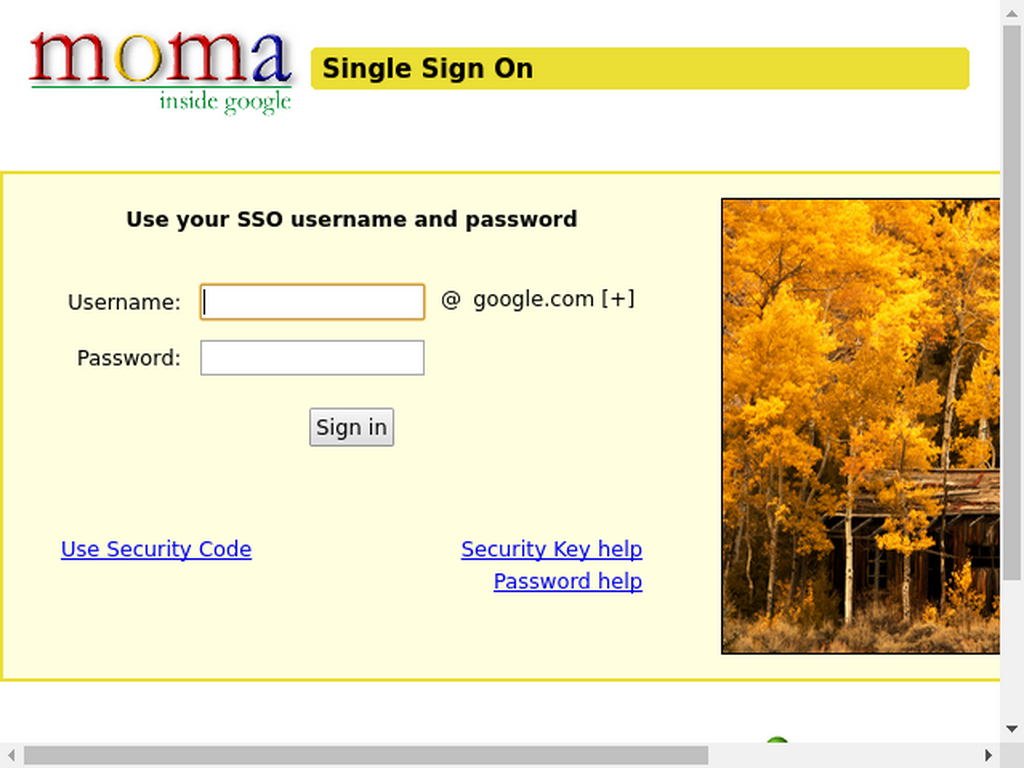 moma
inside google
Single Sign On
Use your SSO username and password
Username: @ google.com [+]
Password:
Sign in
Use Security Code Security Key help
Password help